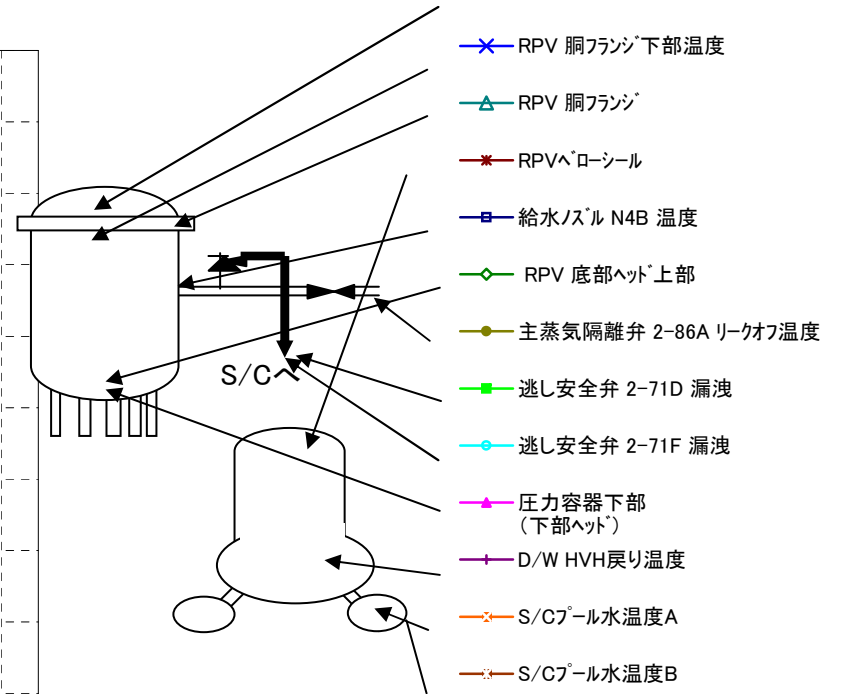 RPV 胴フランジ下部温度
RPV 胴フランジ
RPVベローシール
給水ノズル N4B 温度
RPV 底部ヘッド上部
主蒸気隔離弁 2-86A リークオフ温度
逃し安全弁 2-71D 漏洩
S/Cへ
逃し安全弁 2-71F 漏洩
圧力容器下部
(下部ヘッド)
D/W HVH戻り温度
S/Cプール水温度A
S/Cプール水温度B